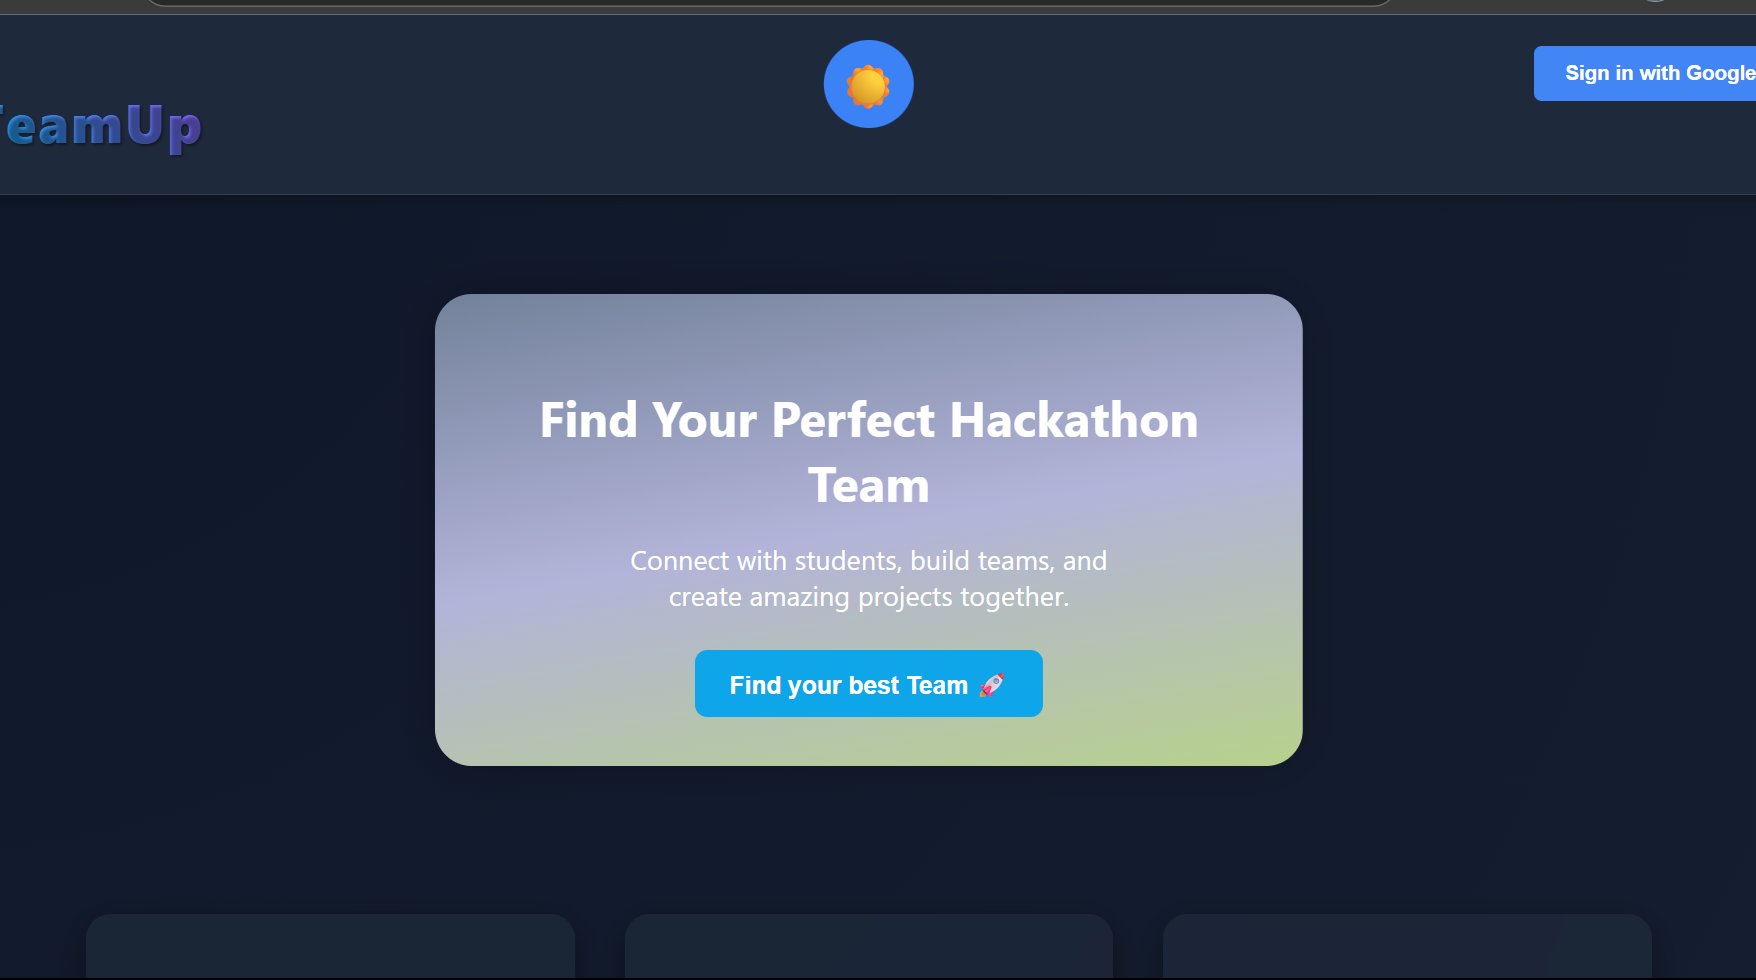 TeamUp
Sign in with Google
Find Your Perfect Hackathon
Team
Connect with students, build teams, and
create amazing projects together.
Find your best Team 🚀